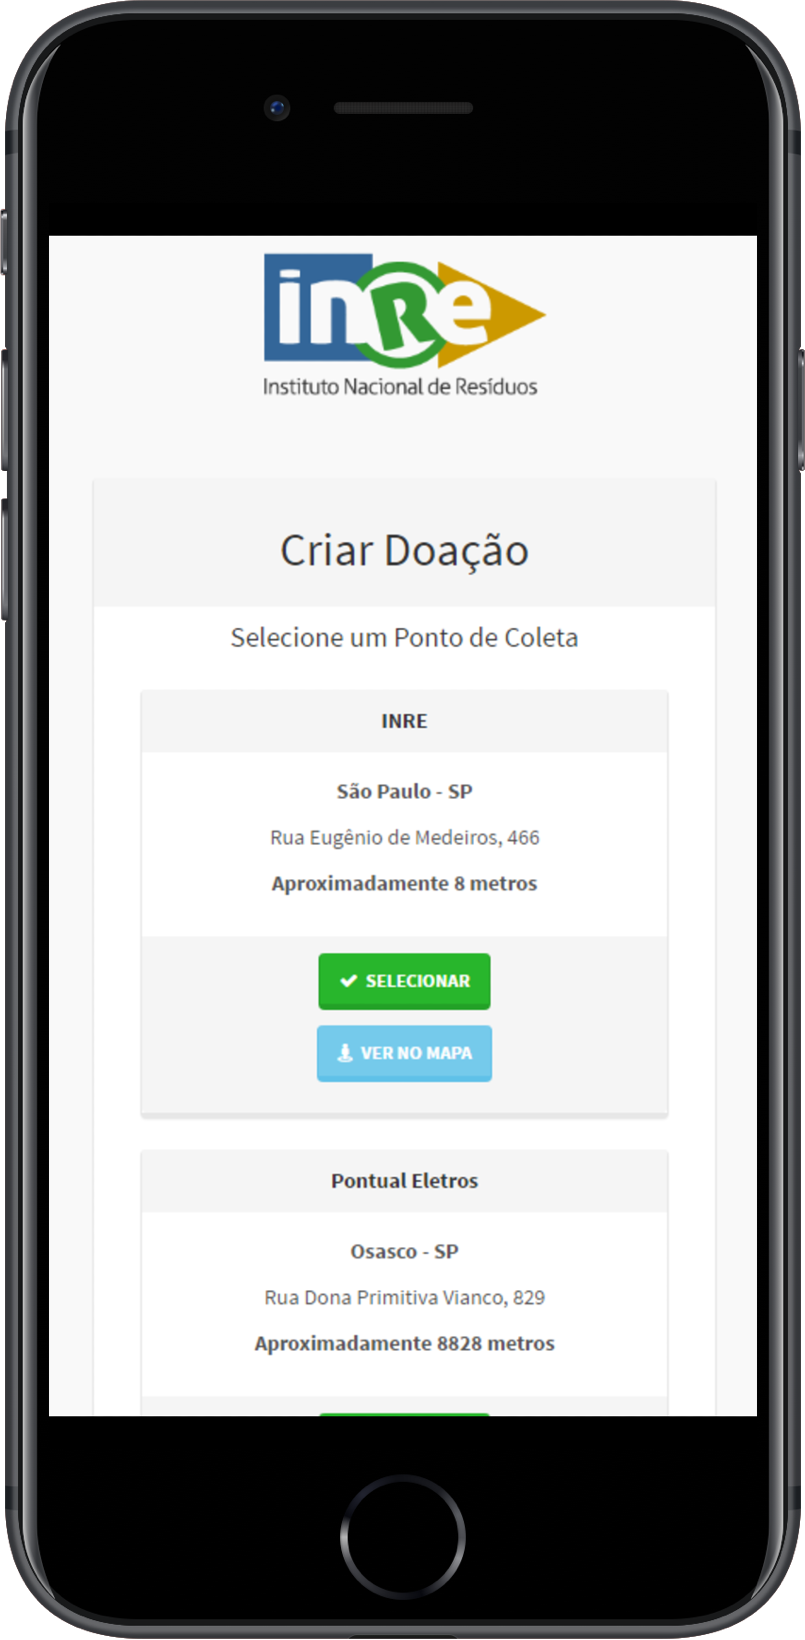 inRe
Instituto Nacional de Resíduos
Criar Doação
Selecione um Ponto de Coleta
INRE
São Paulo - SP
Rua Eugênio de Medeiros, 466
Aproximadamente 8 metros
SELECIONAR
VER NO MAPA
Pontual Eletros
Osasco - SP
Rua Dona Primitiva Vianco, 829
Aproximadamente 8828 metros